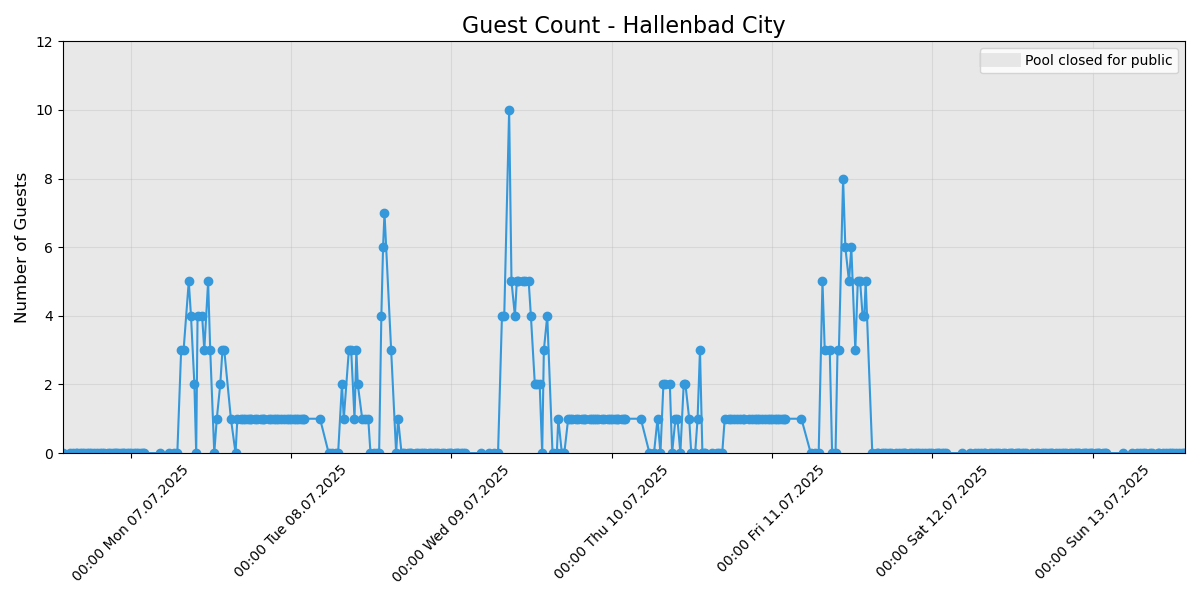 Guest Count - Hallenbad City
Pool closed for public
Number of Guests
12
10
8
6
4
2
0
00:00 Mon 07.07.2025
00:00 Tue 08.07.2025
00:00 Wed 09.07.2025
00:00 Thu 10.07.2025
00:00 Fri 11.07.2025
00:00 Sat 12.07.2025
00:00 Sun 13.07.2025